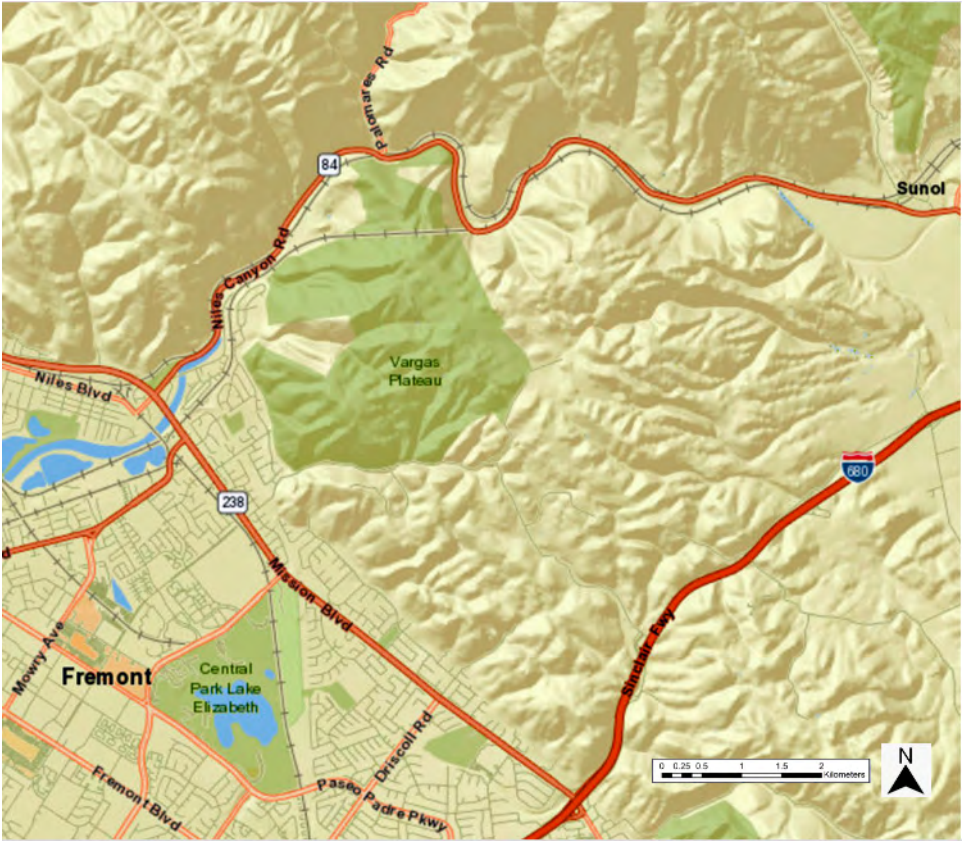 Palomares Rd
84
Sunol
Niles Canyon Rd
Vargas
Plateau
Niles Blvd
680
238
Mission Blvd
Sinclair Fwy
Mowry Ave
Fremont
Central
Park Lake
Elizabeth
Driscoll Rd
Fremont Blvd
Paseo Padre Pkwy
N
0 0.25 0.5 1 1.5 2
Kilometers
d